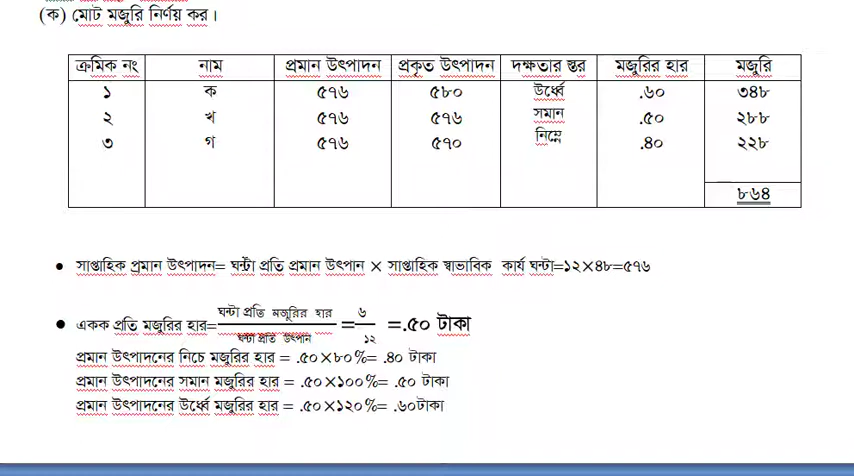 (ক) মোট মজুরি নির্ণয় কর।
ক্রমিক নং নাম প্রমান উৎপাদন প্রকৃত উৎপাদন দক্ষতার স্তর মজুরির হার মজুরি
১ ক ৫৭৬ ৫৮০ উর্ধ্বে .৬০ ৩৪৮
২ খ ৫৭৬ ৫৭৬ সমান .৫০ ২৮৮
৩ গ ৫৭৬ ৫৭০ নিম্নে .৪০ ২২৮
৮৬৪
• সাপ্তাহিক প্রমান উৎপাদন= ঘন্টা প্রতি প্রমান উৎপান × সাপ্তাহিক স্বাভাবিক কার্য ঘন্টা=১২×৪৮=৫৭৬
• একক প্রতি মজুরির হার= ঘন্টা প্রতি মজুরির হার / ঘন্টা প্রতি উৎপান = ৬ / ১২ = .৫০ টাকা
প্রমান উৎপাদনের নিচে মজুরির হার = .৫০×৮০%= .৪০ টাকা
প্রমান উৎপাদনের সমান মজুরির হার = .৫০×১০০%= .৫০ টাকা
প্রমান উৎপাদনের উর্ধ্বে মজুরির হার = .৫০×১২০%= .৬০টাকা